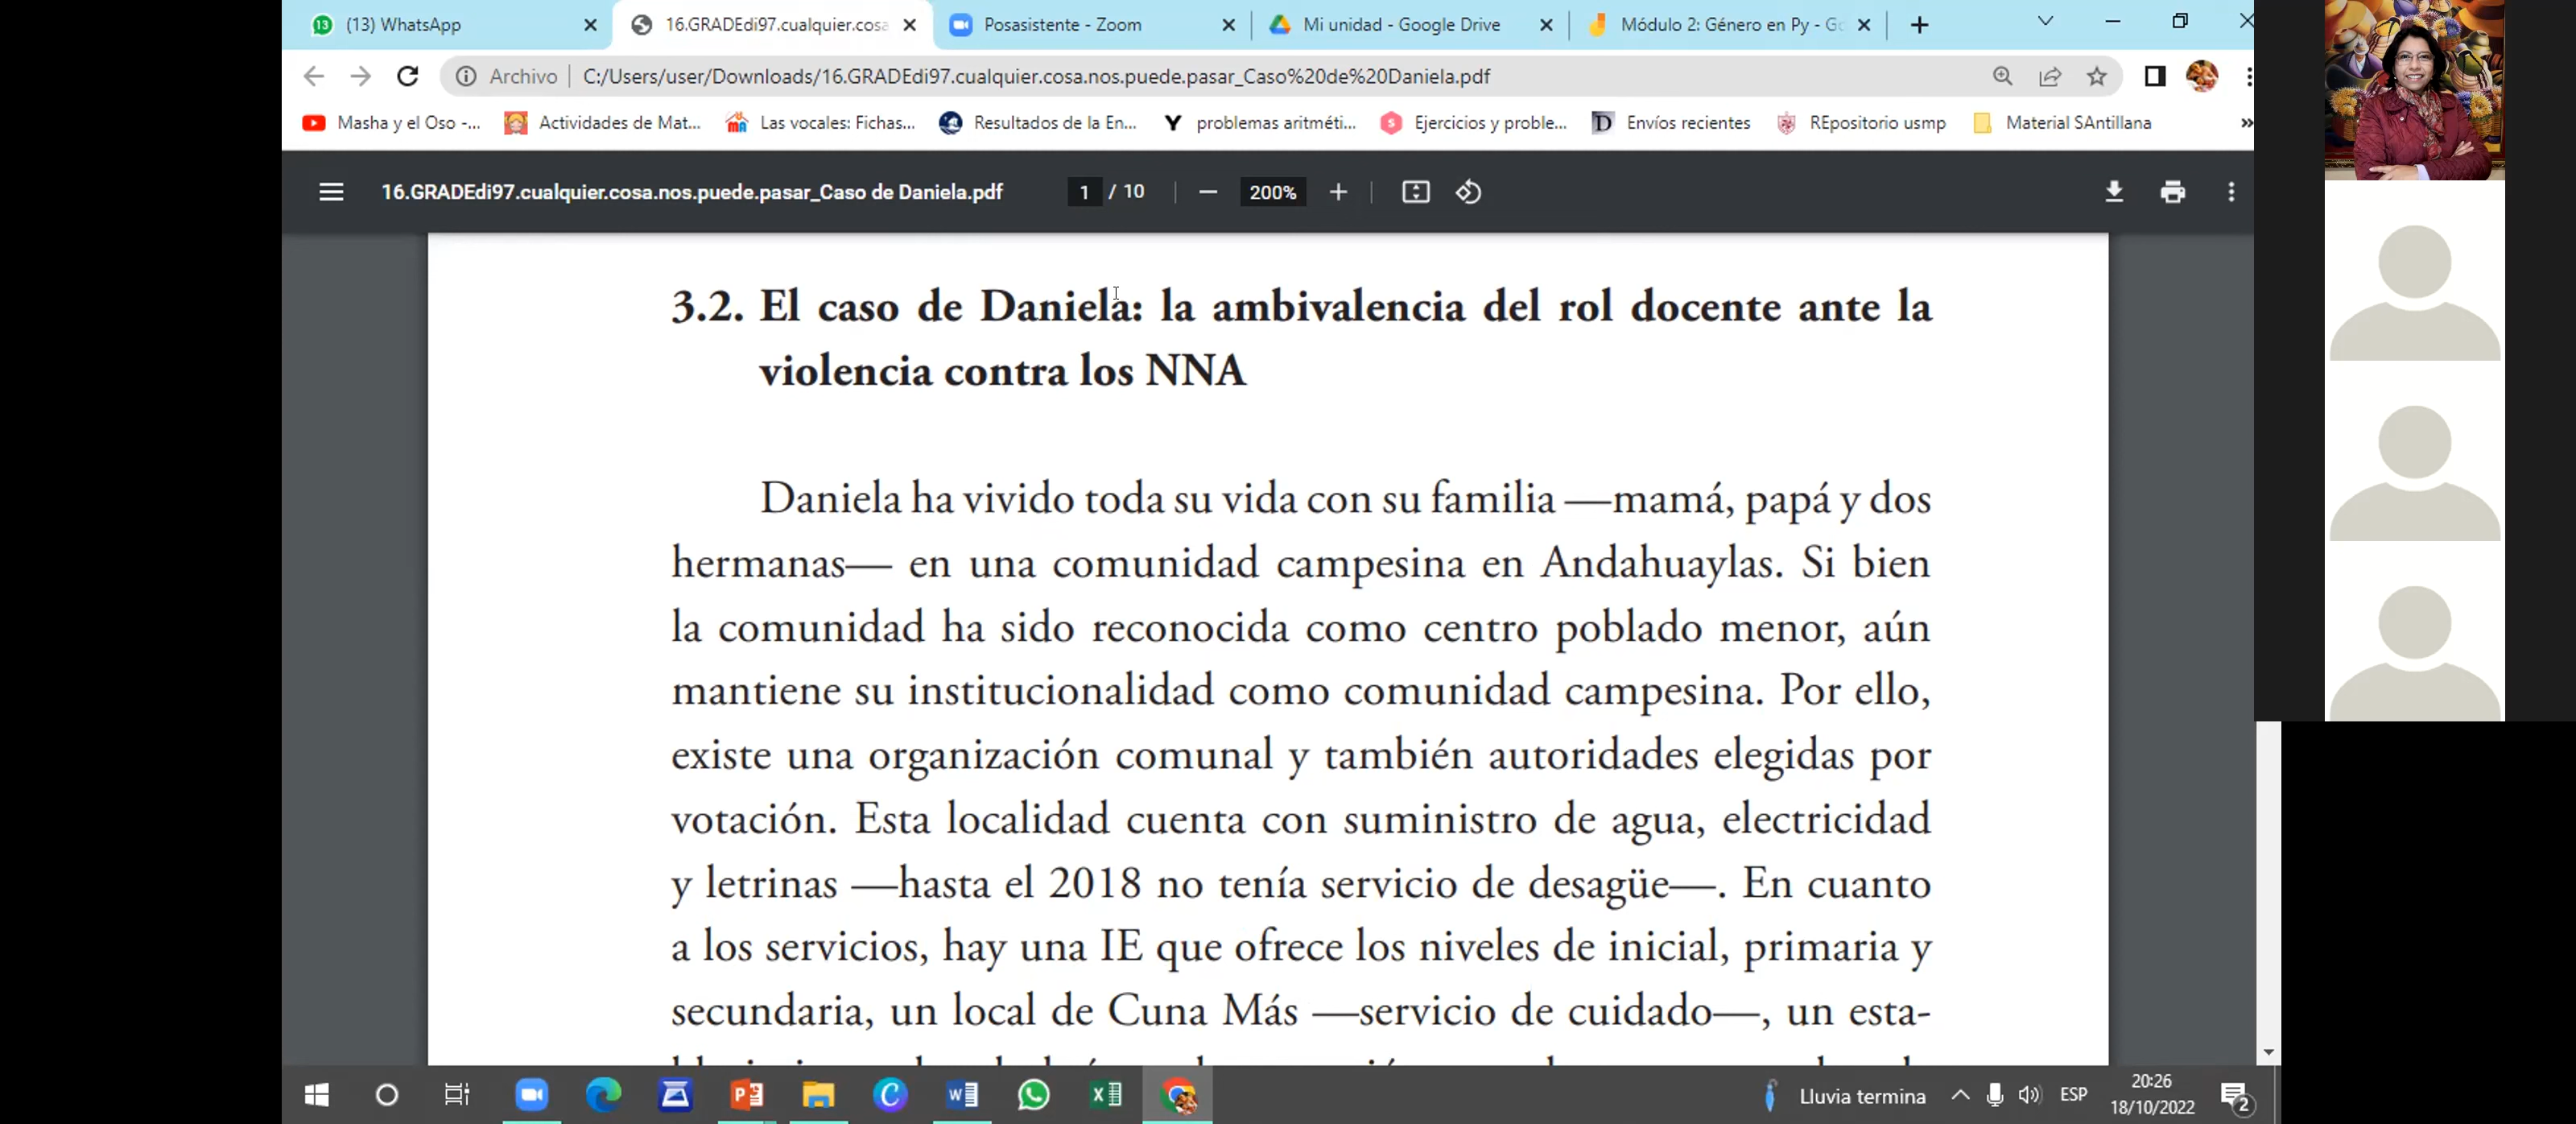 (13) WhatsApp
16.GRADEdi97.cualquier.cosa
Posasistente - Zoom
Mi unidad - Google Drive
Módulo 2: Género en Py - Go
Archivo C:/Users/user/Downloads/16.GRADEdi97.cualquier.cosa.nos.puede.pasar_Caso%20de%20Daniela.pdf
Masha y el Oso -... Actividades de Mat... Las vocales: Fichas... Resultados de la En... problemas aritméti... Ejercicios y proble... Envíos recientes REpositorio usmp Material SAntillana
16.GRADEdi97.cualquier.cosa.nos.puede.pasar_Caso de Daniela.pdf 1 / 10 200%
3.2. El caso de Daniela: la ambivalencia del rol docente ante la
violencia contra los NNA
Daniela ha vivido toda su vida con su familia —mamá, papá y dos
hermanas— en una comunidad campesina en Andahuaylas. Si bien
la comunidad ha sido reconocida como centro poblado menor, aún
mantiene su institucionalidad como comunidad campesina. Por ello,
existe una organización comunal y también autoridades elegidas por
votación. Esta localidad cuenta con suministro de agua, electricidad
y letrinas —hasta el 2018 no tenía servicio de desagüe—. En cuanto
a los servicios, hay una IE que ofrece los niveles de inicial, primaria y
secundaria, un local de Cuna Más —servicio de cuidado—, un esta-
Lluvia termina ESP
20:26
18/10/2022
2